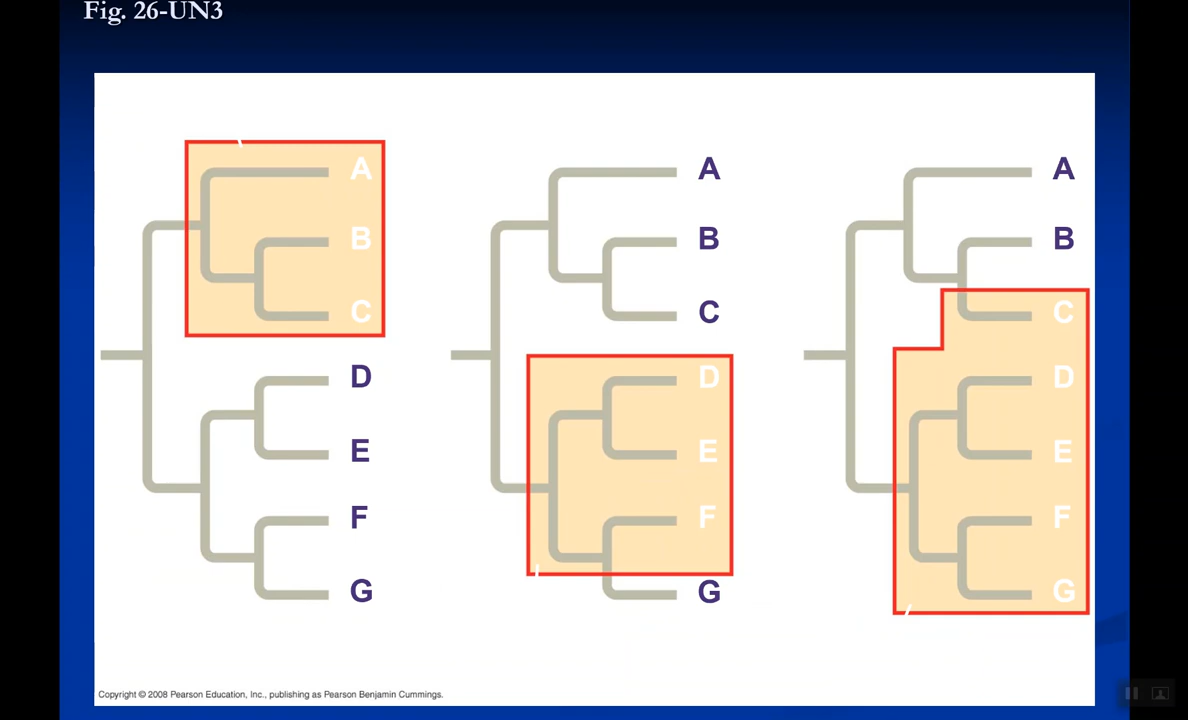 Fig. 26-UN3
A
B
C
D
E
F
G
A
B
C
D
E
F
G
A
B
C
D
E
F
G
Copyright © 2008 Pearson Education, Inc., publishing as Pearson Benjamin Cummings.